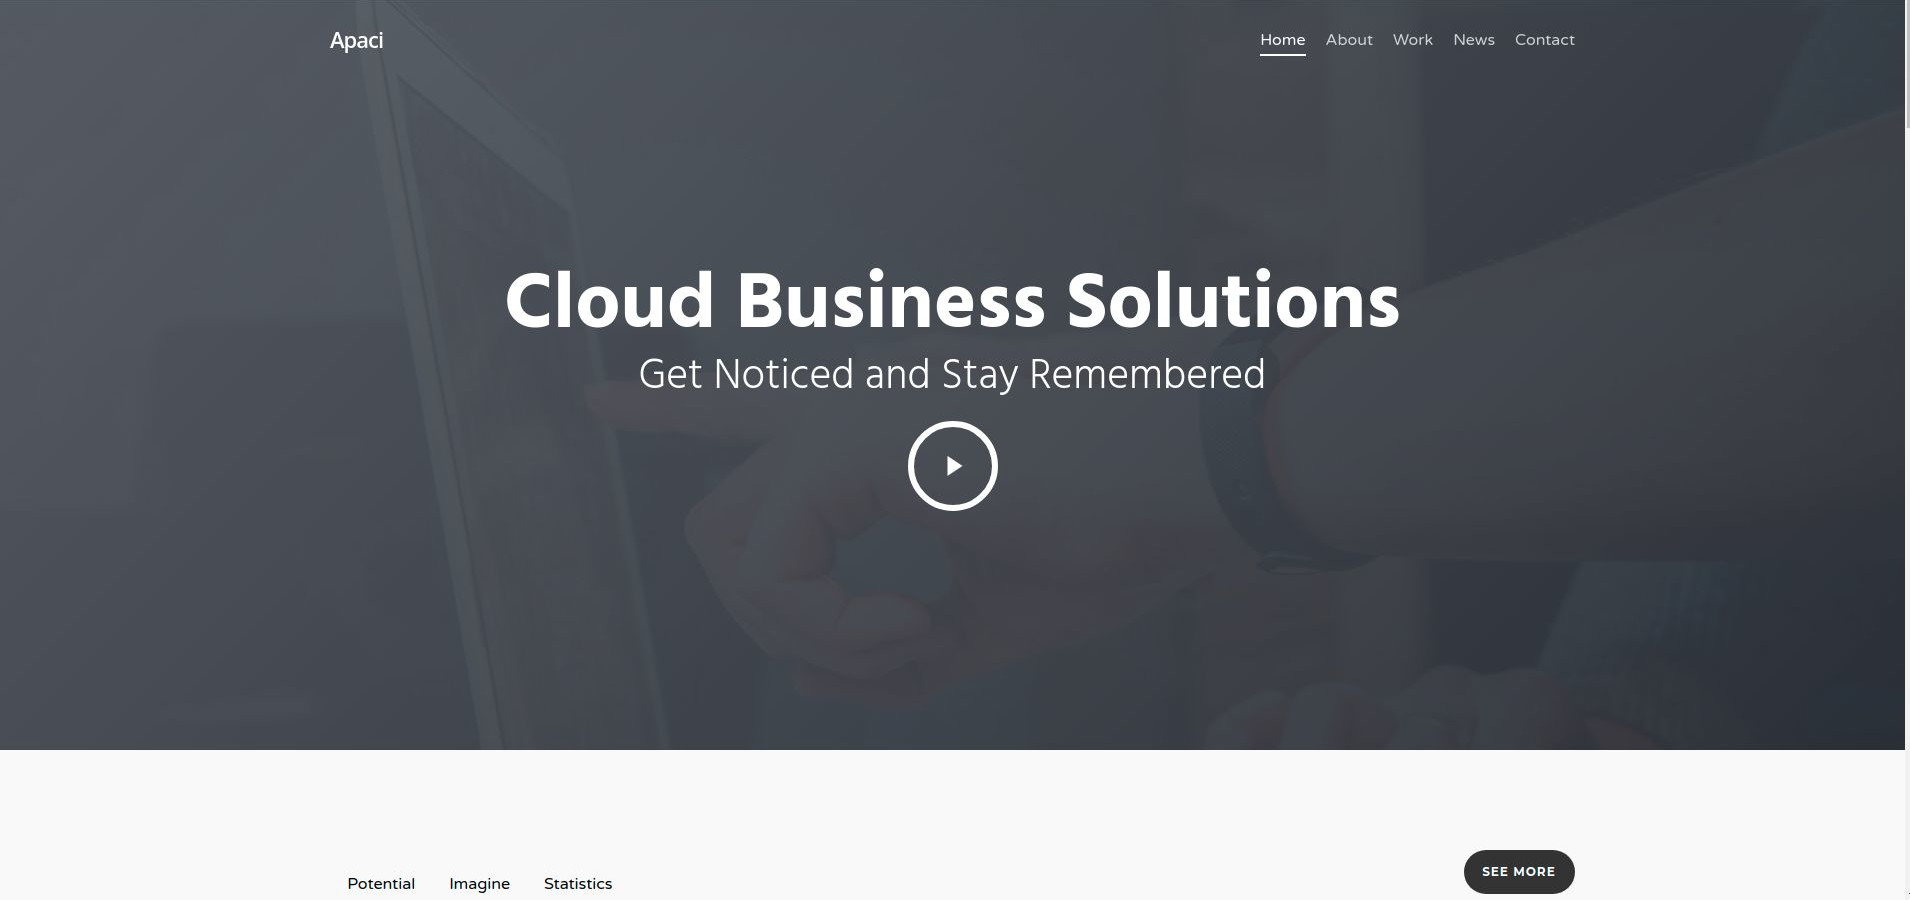 Apaci
Home About Work News Contact
Cloud Business Solutions
Get Noticed and Stay Remembered
SEE MORE
Potential Imagine Statistics